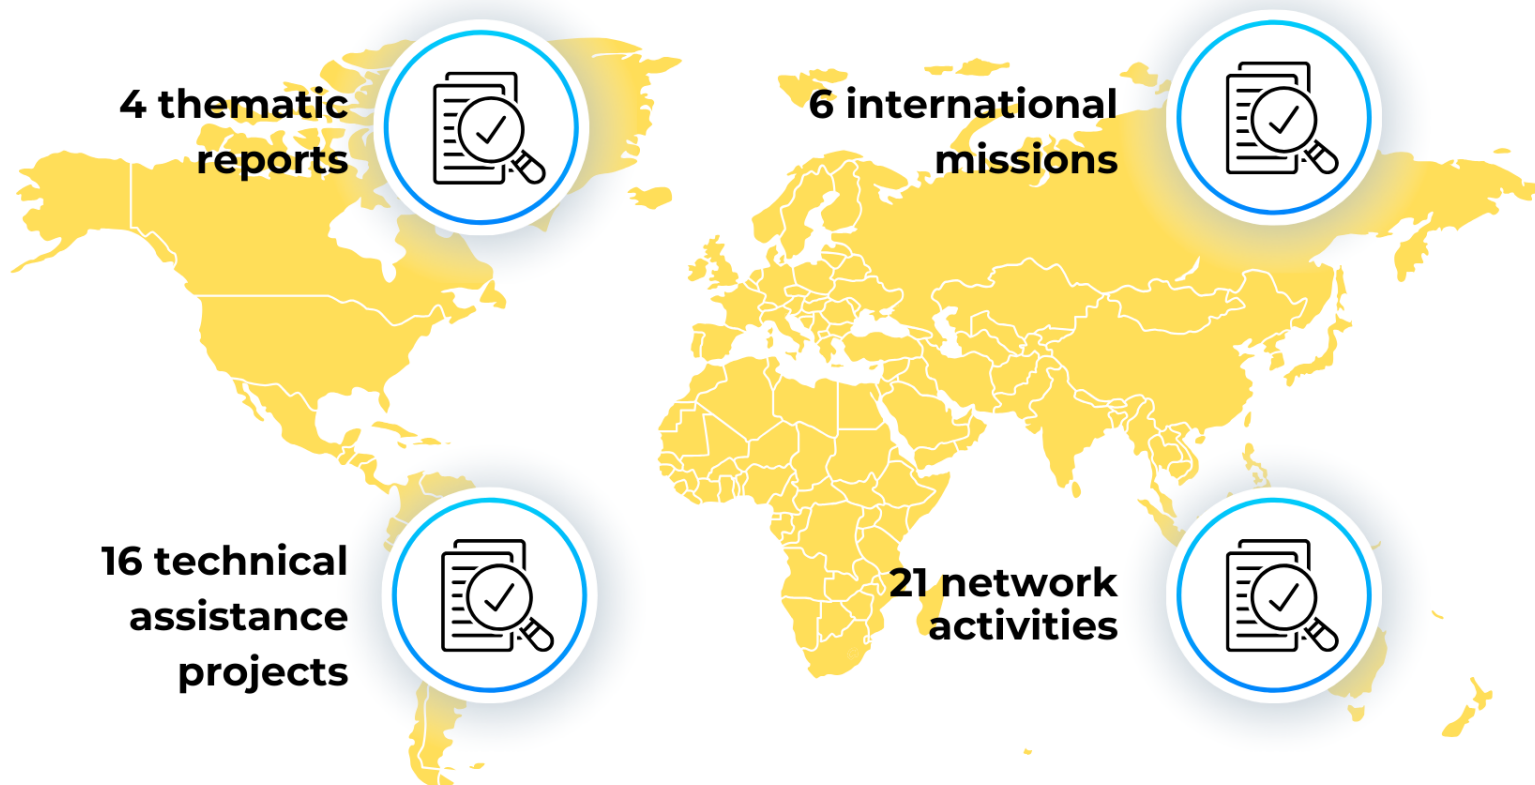 4 thematic
reports
6 international
missions
16 technical
assistance
projects
21 network
activities